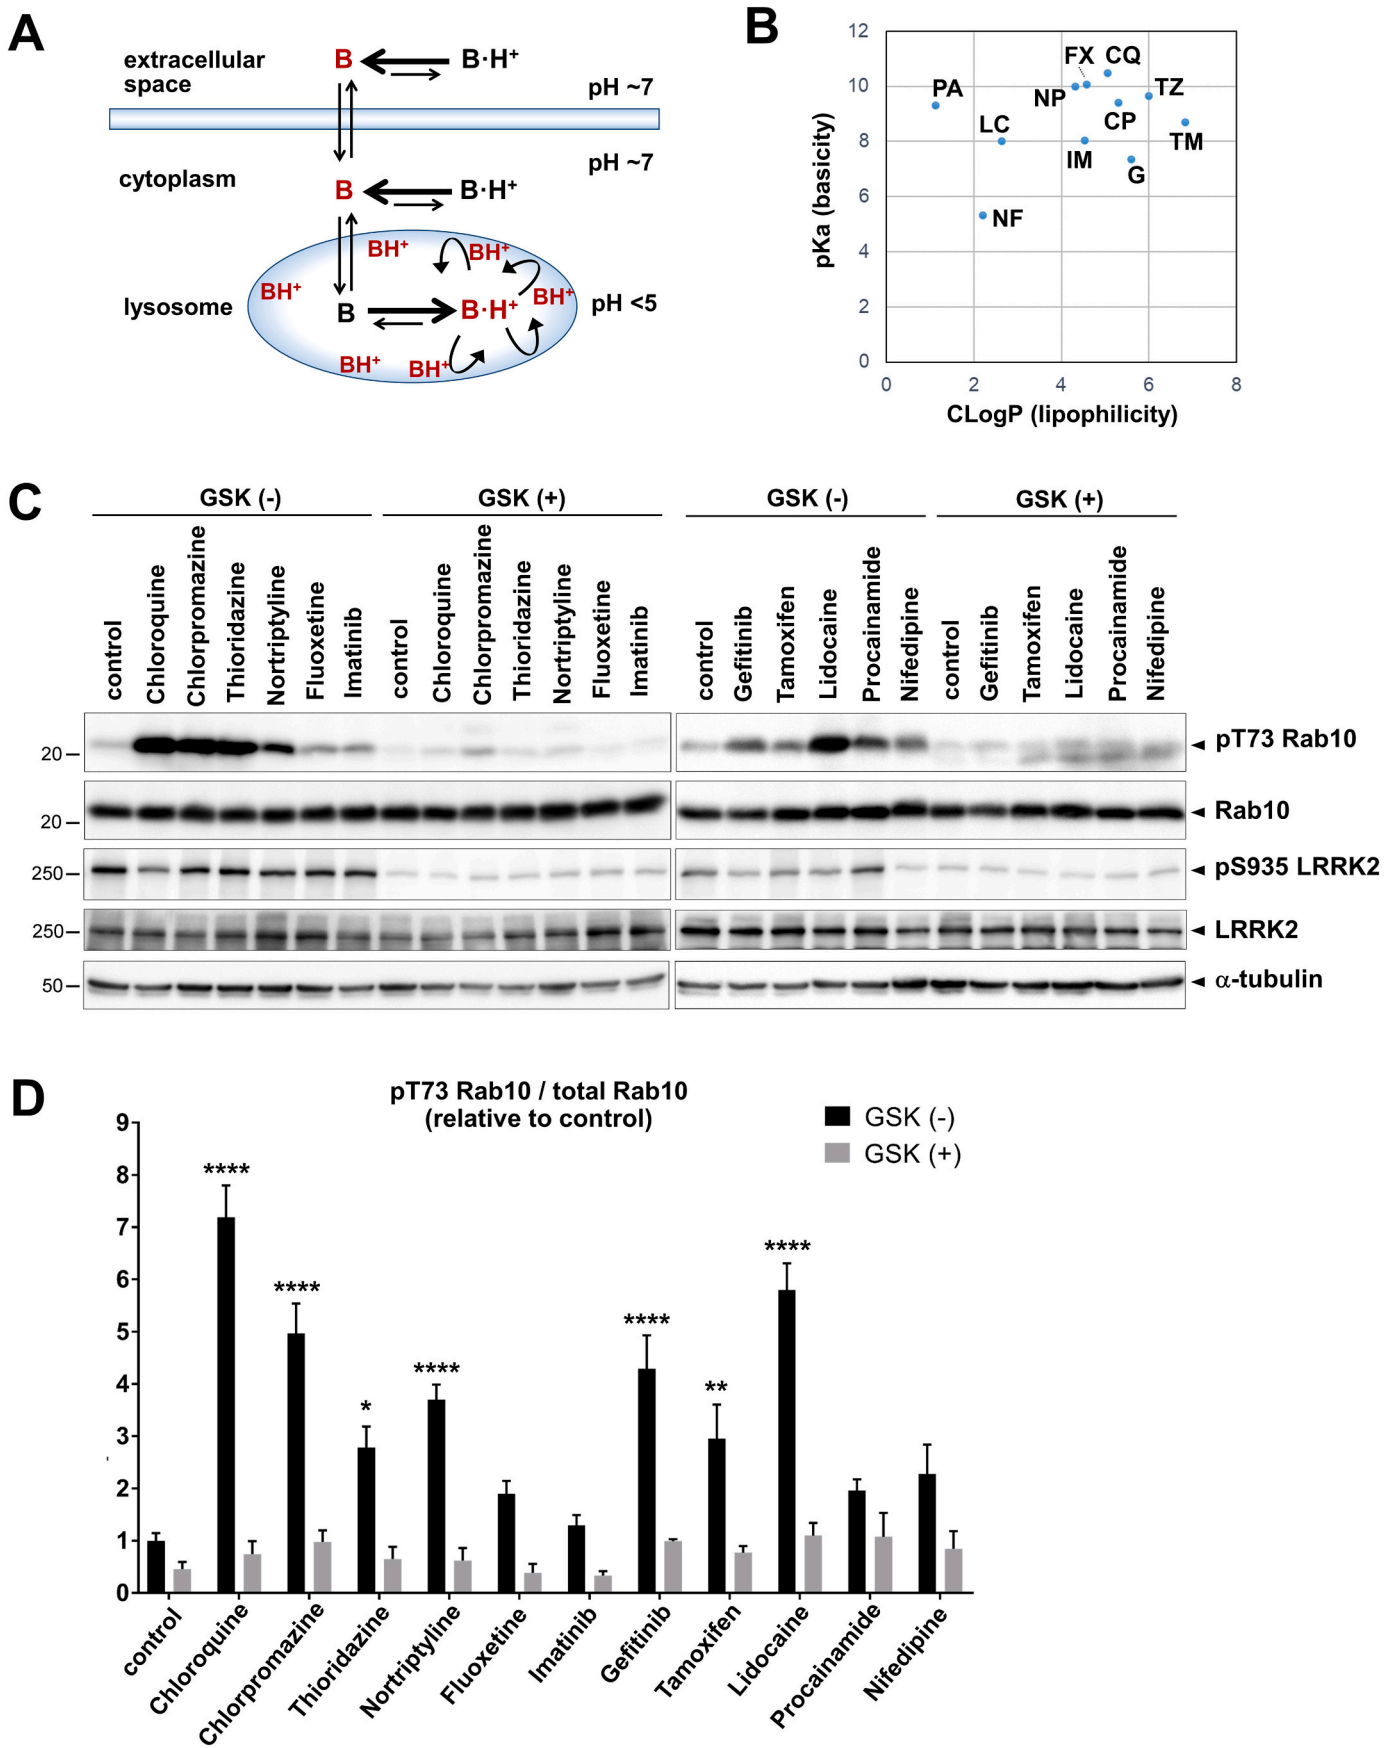 A
extracellular
space
B
B·H+
pH ~7
pH ~7
cytoplasm
B
B·H+
BH+
BH+
BH+
BH+
lysosome
B
B·H+
pH <5
BH+
BH+
B
12
10
8
6
4
2
0
0
2
4
6
8
pKa (basicity)
CLogP (lipophilicity)
FX
CQ
PA
NP
TZ
LC
CP
IM
TM
G
NF
C
GSK (-)
GSK (+)
GSK (-)
GSK (+)
control
Chloroquine
Chlorpromazine
Thioridazine
Nortriptyline
Fluoxetine
Imatinib
control
Chloroquine
Chlorpromazine
Thioridazine
Nortriptyline
Fluoxetine
Imatinib
control
Gefitinib
Tamoxifen
Lidocaine
Procainamide
Nifedipine
control
Gefitinib
Tamoxifen
Lidocaine
Procainamide
Nifedipine
20
pT73 Rab10
20
Rab10
250
pS935 LRRK2
250
LRRK2
50
α-tubulin
D
pT73 Rab10 / total Rab10
(relative to control)
GSK (-)
GSK (+)
9
8
7
6
5
4
3
2
1
0
****
****
*
****
****
**
****
control
Chloroquine
Chlorpromazine
Thioridazine
Nortriptyline
Fluoxetine
Imatinib
Gefitinib
Tamoxifen
Lidocaine
Procainamide
Nifedipine